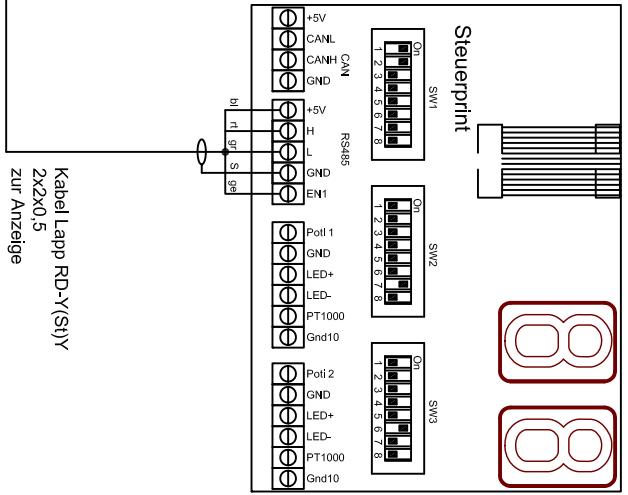 +5V
CANL
CANH
GND
CAN
+5V
H
L
GND
EN1
RS485
bl
rt
gr
S
ge
Poti 1
GND
LED+
LED-
PT1000
Gnd10
Poti 2
GND
LED+
LED-
PT1000
Gnd10
On
1 2 3 4 5 6 7 8
SW1
On
1 2 3 4 5 6 7 8
SW2
On
1 2 3 4 5 6 7 8
SW3
Steuerprint
Kabel Lapp RD-Y(St)Y
2x2x0,5
zur Anzeige